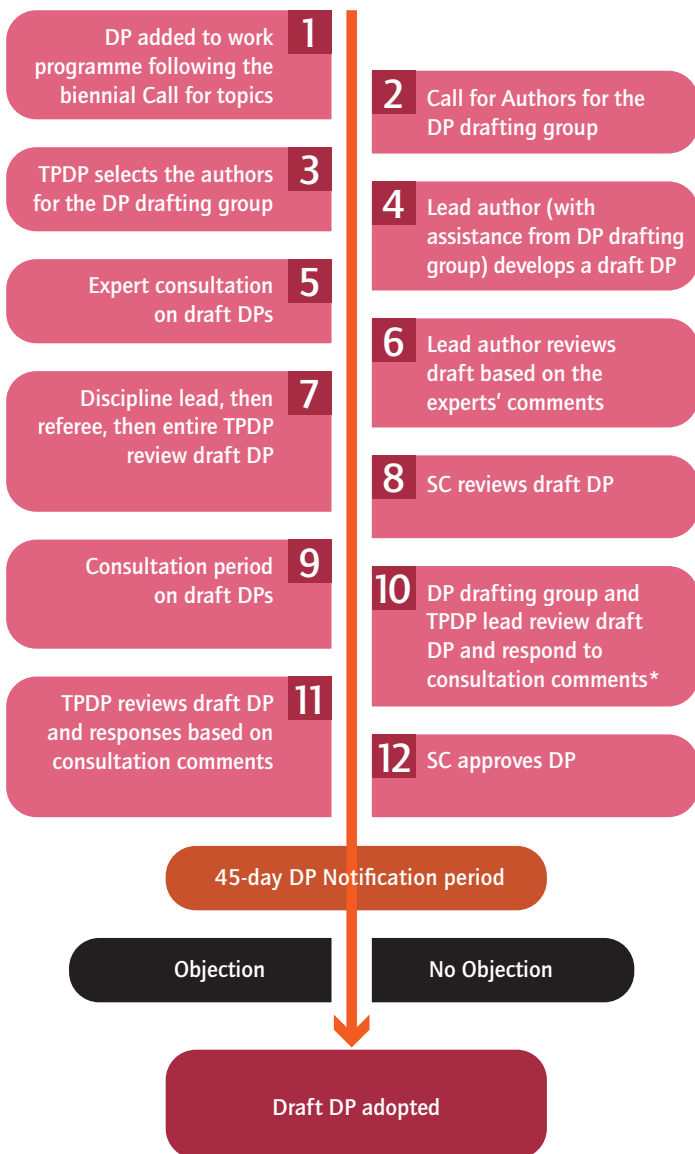 1
DP added to work
programme following the
biennial Call for topics
2
Call for Authors for the
DP drafting group
3
TPDP selects the authors
for the DP drafting group
4
Lead author (with
assistance from DP drafting
group) develops a draft DP
5
Expert consultation
on draft DPs
6
Lead author reviews
draft based on the
experts’ comments
7
Discipline lead, then
referee, then entire TPDP
review draft DP
8
SC reviews draft DP
9
Consultation period
on draft DPs
10
DP drafting group and
TPDP lead review draft
DP and respond to
consultation comments*
11
TPDP reviews draft DP
and responses based on
consultation comments
12
SC approves DP
45-day DP Notification period
Objection
No Objection
Draft DP adopted